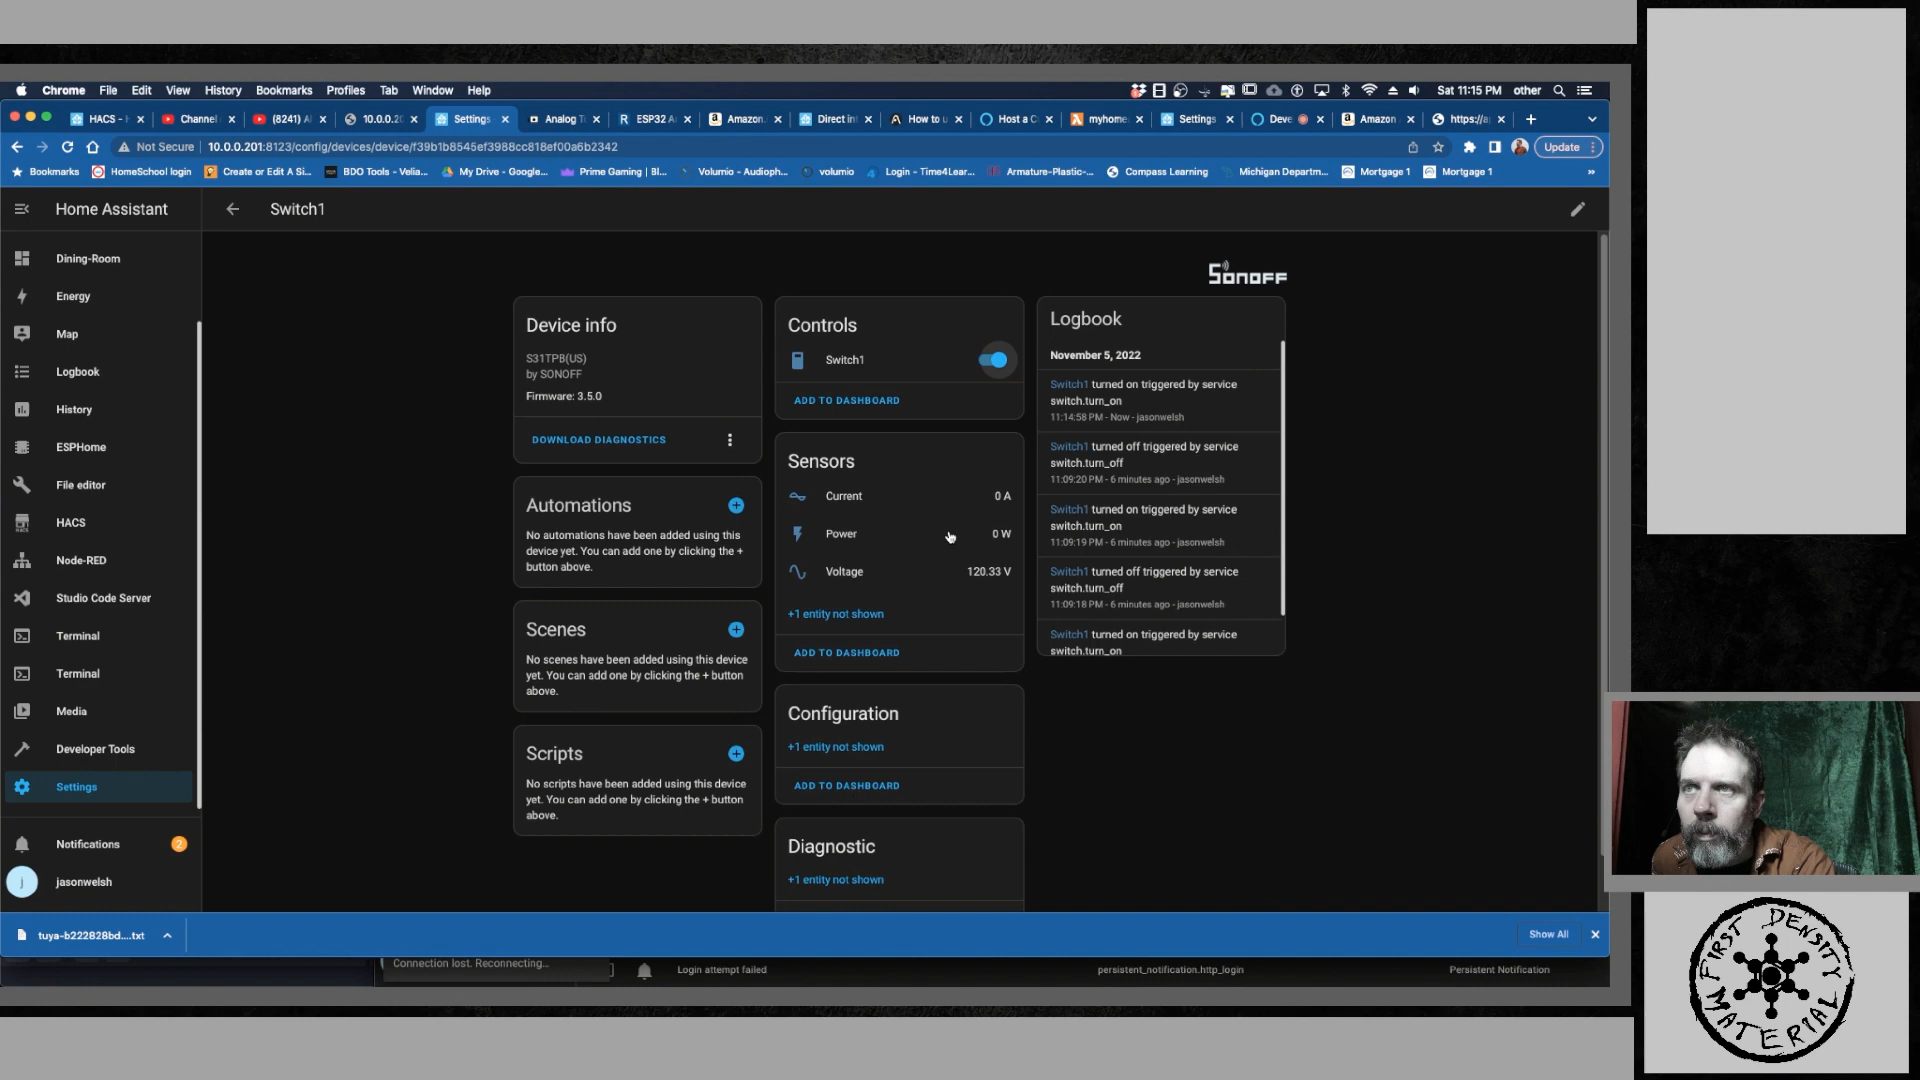 Chrome File Edit View History Bookmarks Profiles Tab Window Help Sat 11:15 PM other
HACS - H Channel (8241) Al 10.0.0.20 Settings Analog Ti ESP32 Ar Amazon. Direct in How to u Host a C myhome. Settings Deve Amazon https://a
Not Secure 10.0.0.201:8123/config/devices/device/f39b1b8545ef3988cc818ef00a6b2342 Update
Bookmarks HomeSchool login Create or Edit A Si... BDO Tools - Velia... My Drive - Google... Prime Gaming | Bl... Volumio - Audioph... volumio Login - Time4Lear... Armature-Plastic-... Compass Learning Michigan Departm... Mortgage 1 Mortgage 1 »
Home Assistant
Switch1
Dining-Room
Energy
Map
Logbook
History
ESPHome
File editor
HACS
Node-RED
Studio Code Server
Terminal
Terminal
Media
Developer Tools
Settings
Notifications 2
j jasonwelsh
SONOFF
Device info
S31TPB(US)
by SONOFF
Firmware: 3.5.0
DOWNLOAD DIAGNOSTICS
Automations
No automations have been added using this
device yet. You can add one by clicking the +
button above.
Scenes
No scenes have been added using this device
yet. You can add one by clicking the + button
above.
Scripts
No scripts have been added using this device
yet. You can add one by clicking the + button
above.
Controls
Switch1
ADD TO DASHBOARD
Sensors
Current 0 A
Power 0 W
Voltage 120.33 V
+1 entity not shown
ADD TO DASHBOARD
Configuration
+1 entity not shown
ADD TO DASHBOARD
Diagnostic
+1 entity not shown
Logbook
November 5, 2022
Switch1 turned on triggered by service
switch.turn_on
11:14:58 PM - Now - jasonwelsh
Switch1 turned off triggered by service
switch.turn_off
11:09:20 PM - 6 minutes ago - jasonwelsh
Switch1 turned on triggered by service
switch.turn_on
11:09:19 PM - 6 minutes ago - jasonwelsh
Switch1 turned off triggered by service
switch.turn_off
11:09:18 PM - 6 minutes ago - jasonwelsh
Switch1 turned on triggered by service
switch.turn_on
tuya-b222828bd....txt
Show All
Connection lost. Reconnecting...
Login attempt failed persistent_notification.http_login Persistent Notification
FIRST DENSITY MATERIAL